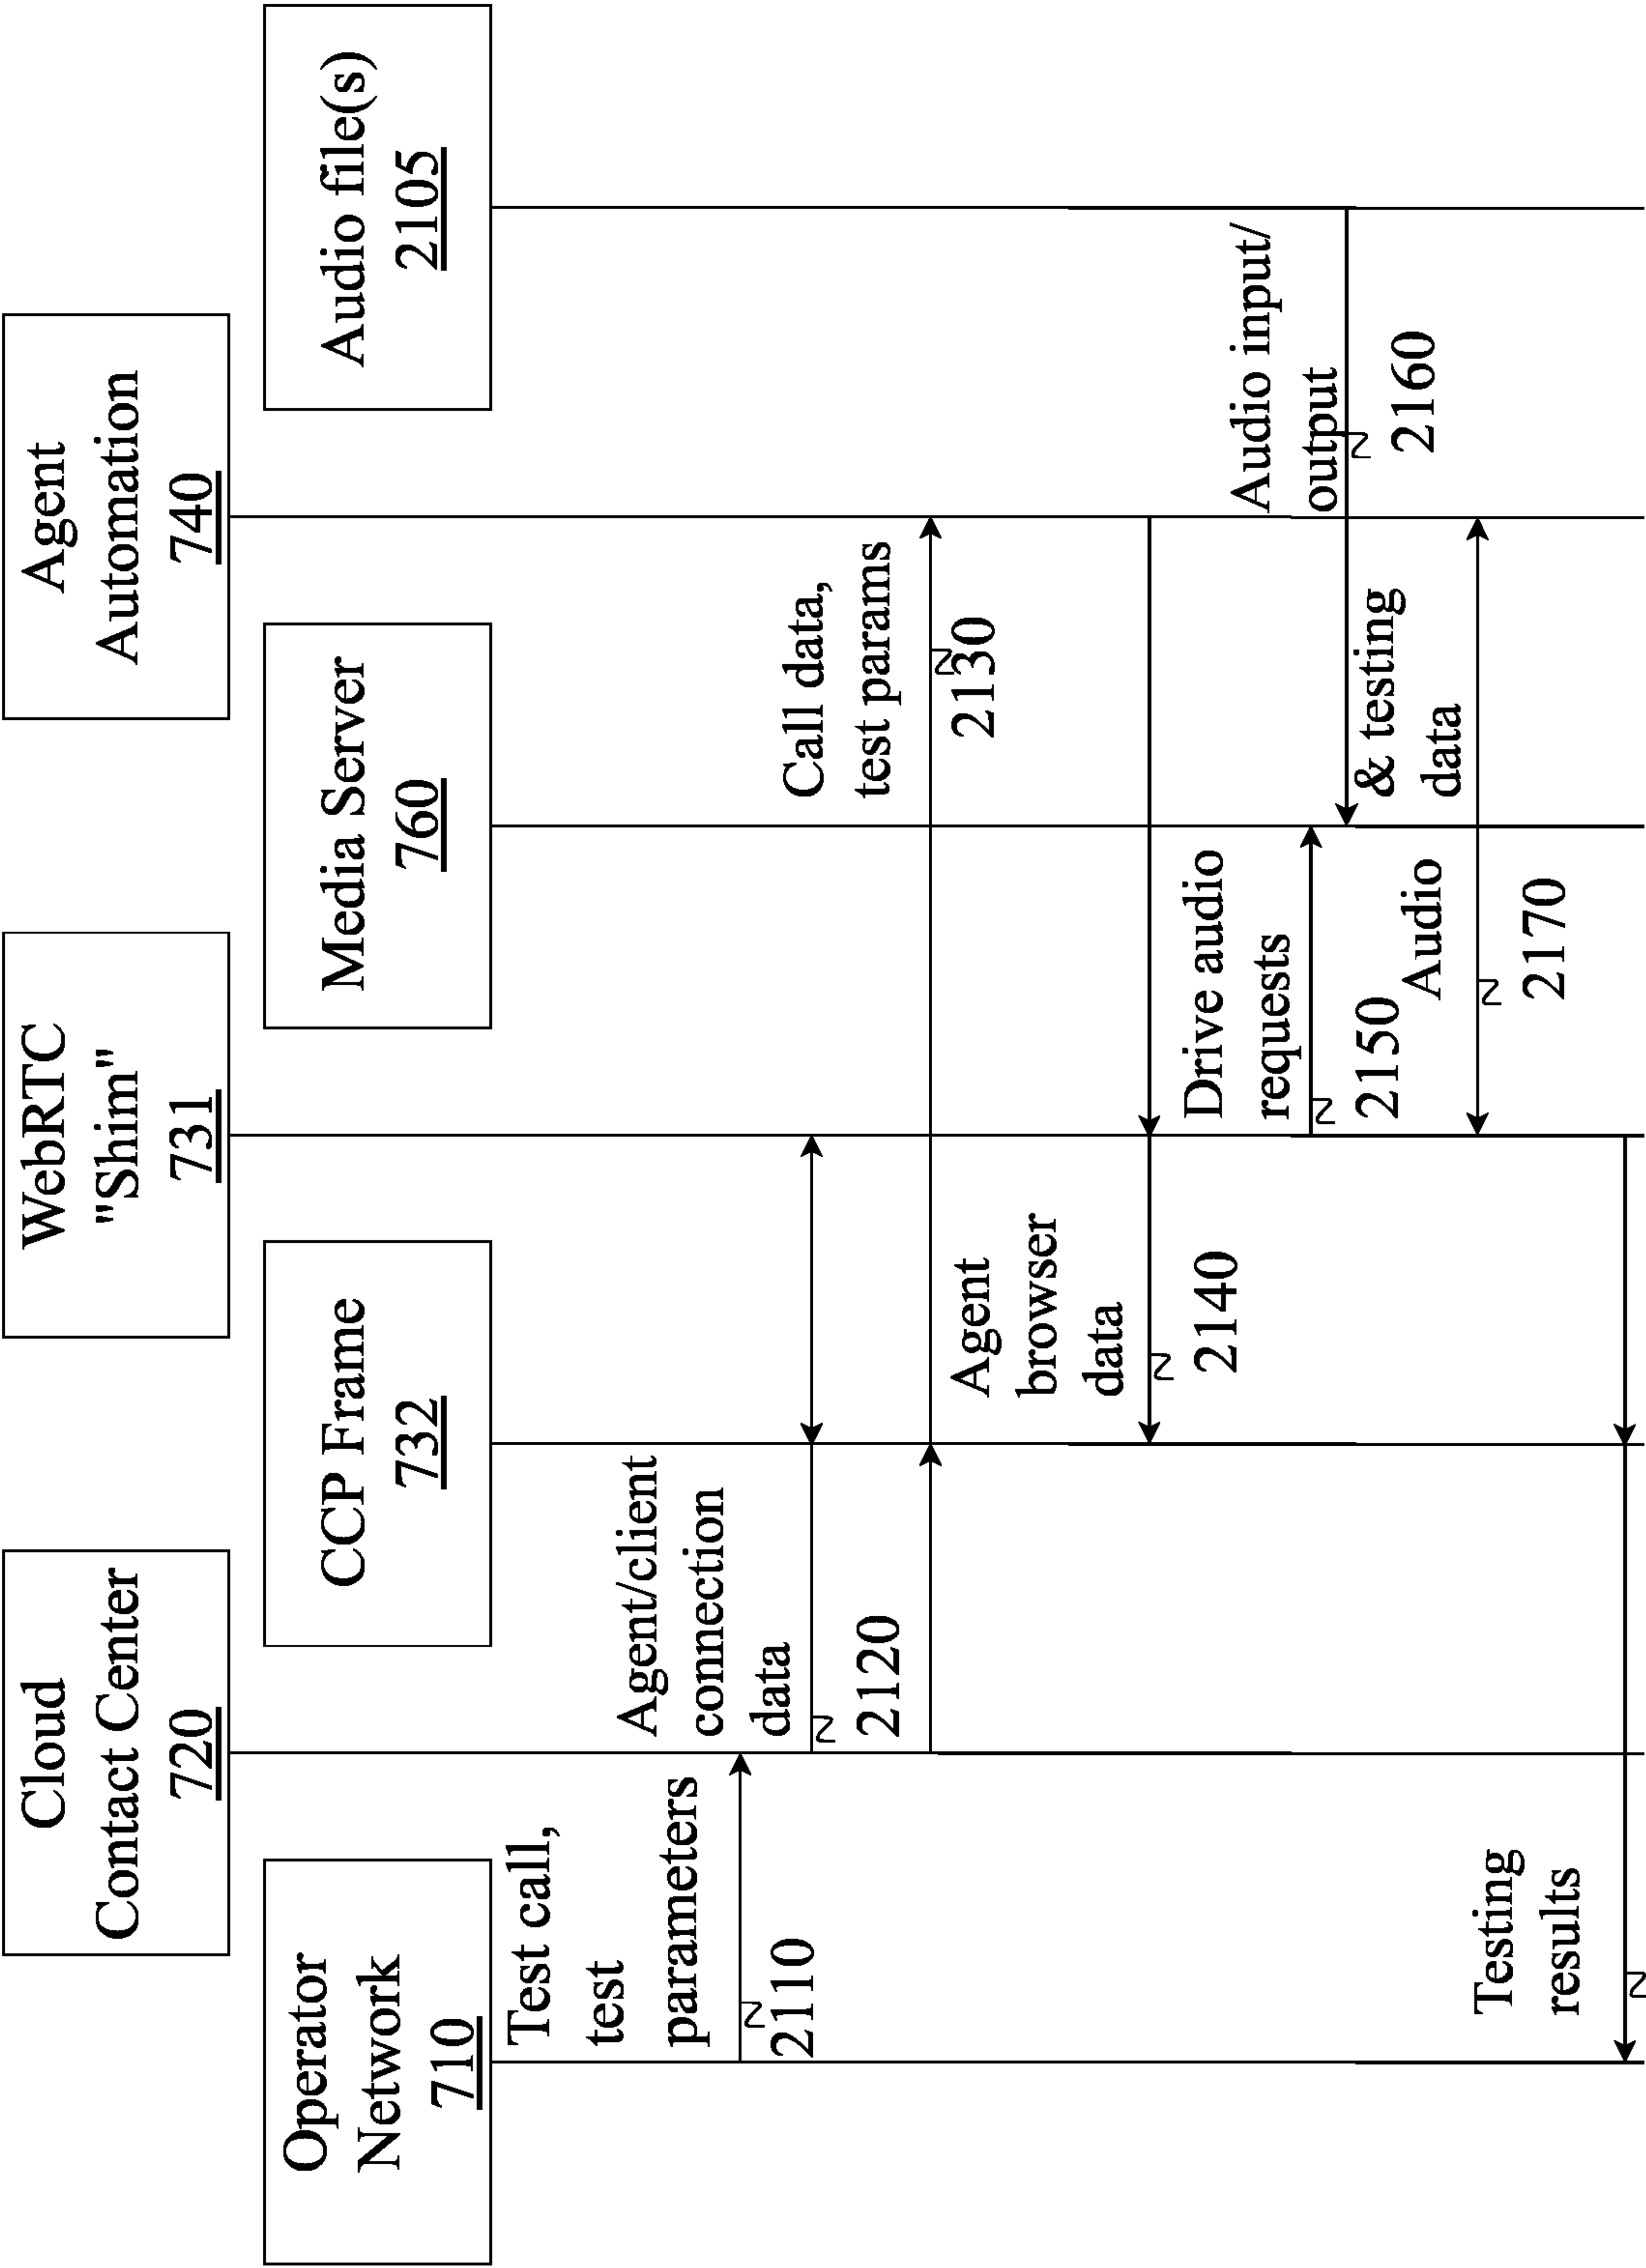 Cloud
Contact Center
720
WebRTC
"Shim"
731
Agent
Automation
740
Operator
Network
710
CCP Frame
732
Media Server
760
Audio file(s)
2105
Test call,
test
parameters
2110
Agent/client
connection
data
2120
Call data,
test params
2130
Agent
browser
data
2140
Drive audio
requests
2150
Audio input/
output
2160
Audio
& testing
data
2170
Testing
results